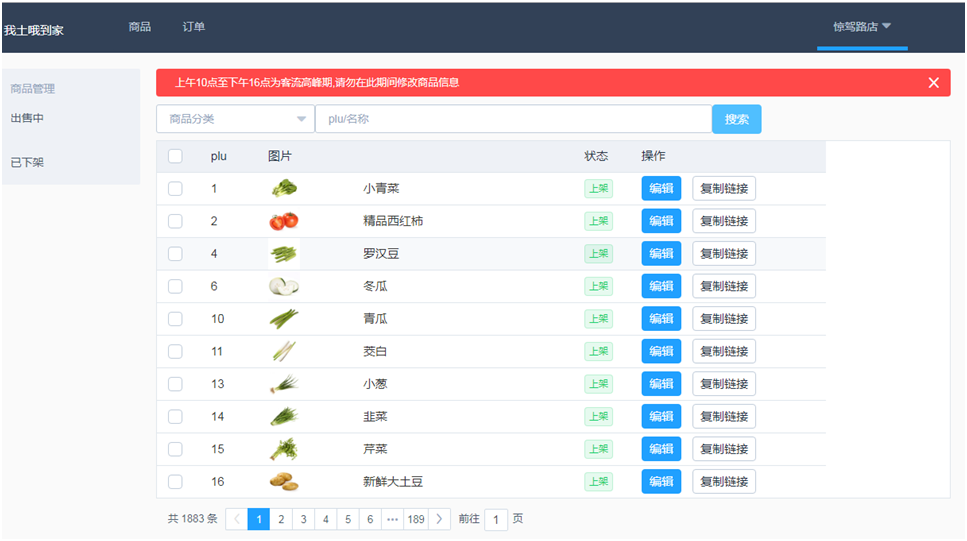 我土哦到家 商品 订单 惊驾路店
商品管理
出售中
已下架
上午10点至下午16点为客流高峰期,请勿在此期间修改商品信息
商品分类 plu/名称 搜索
plu 图片 状态 操作
1 小青菜 上架 编辑 复制链接
2 精品西红柿 上架 编辑 复制链接
4 罗汉豆 上架 编辑 复制链接
6 冬瓜 上架 编辑 复制链接
10 青瓜 上架 编辑 复制链接
11 茭白 上架 编辑 复制链接
13 小葱 上架 编辑 复制链接
14 韭菜 上架 编辑 复制链接
15 芹菜 上架 编辑 复制链接
16 新鲜大土豆 上架 编辑 复制链接
共 1883 条 1 2 3 4 5 6 ••• 189 前往 1 页